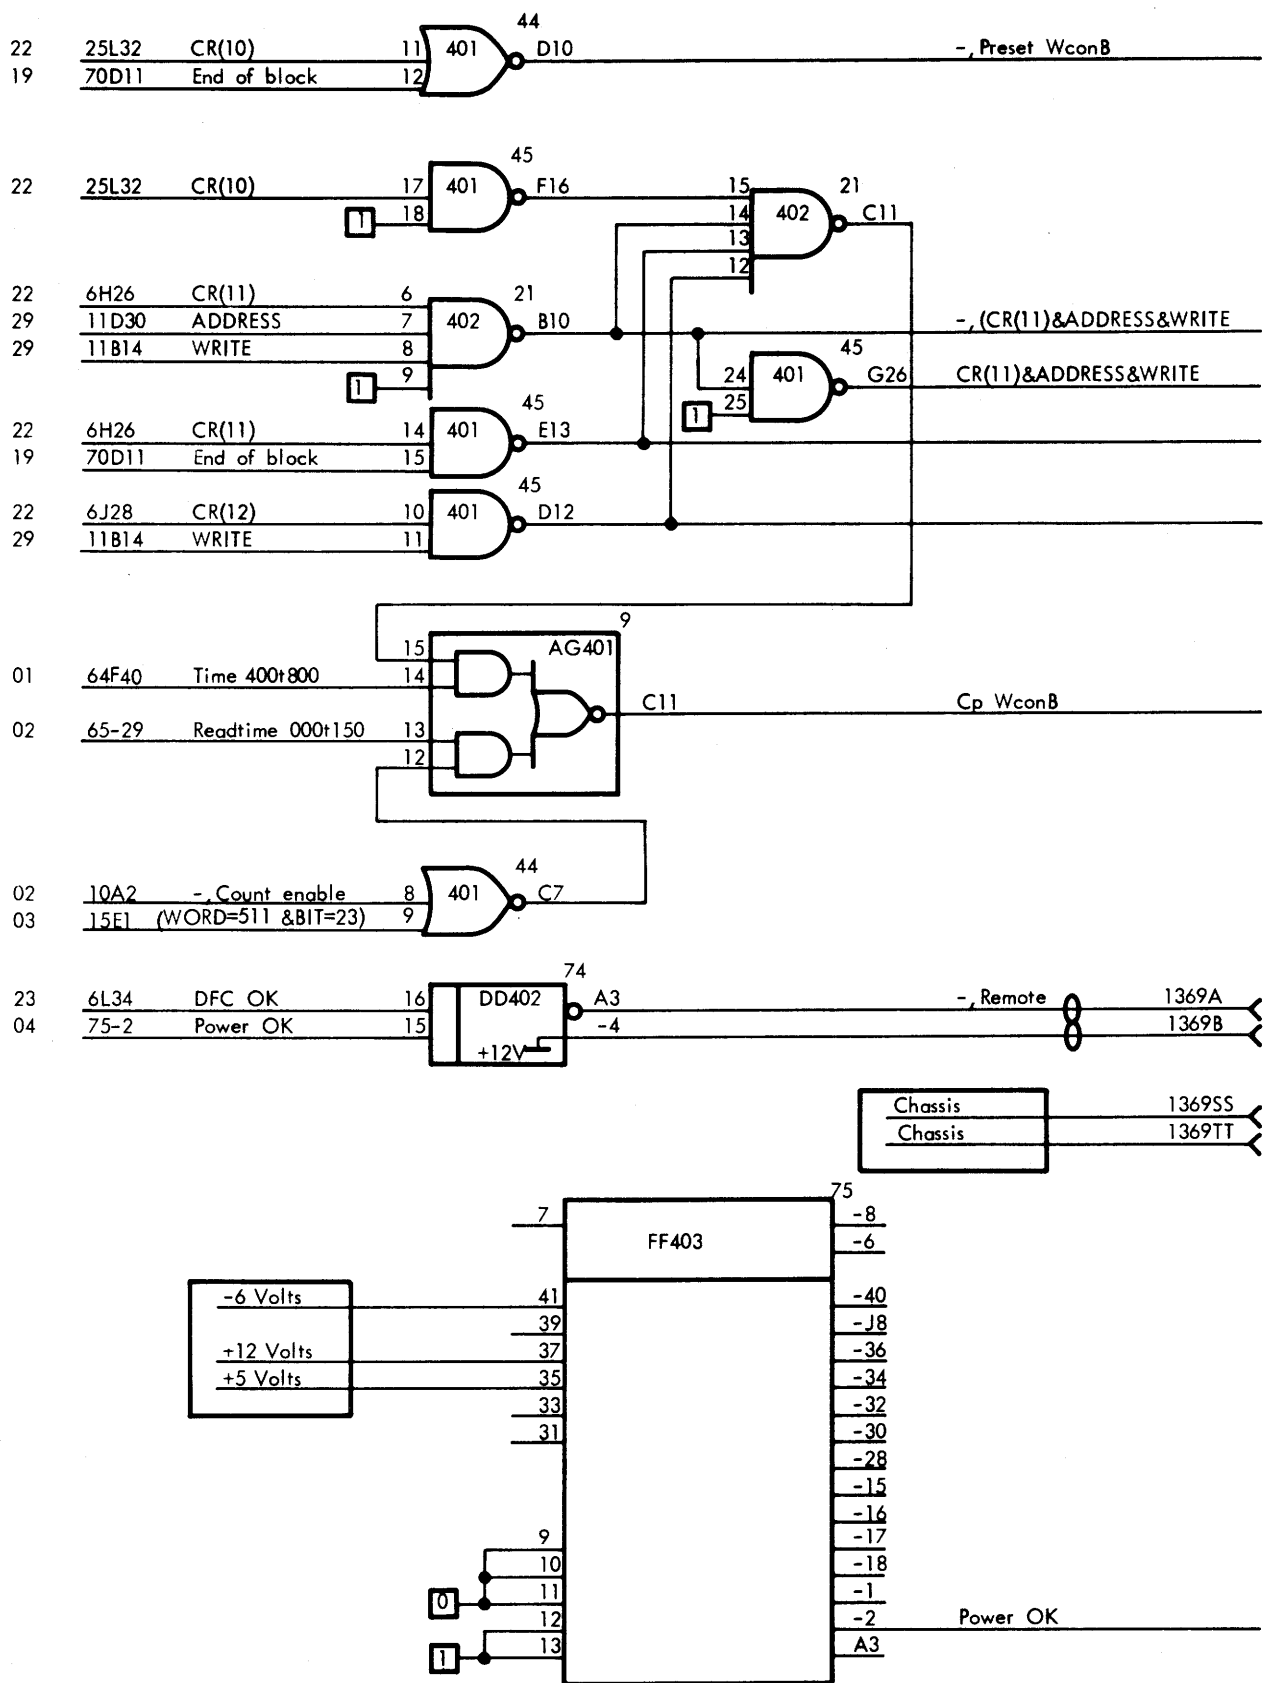 44
22 25L32 CR(10) 11 401 D10 -, Preset WconB
19 70D11 End of block 12
45
22 25L32 CR(10) 17 401 F16 15 21
1 18 14 402 C11
13
12
22 6H26 CR(11) 6 21
29 11D30 ADDRESS 7 402 B10 -, (CR(11)&ADDRESS&WRITE
29 11B14 WRITE 8 45
1 9 24 401 G26 CR(11)&ADDRESS&WRITE
45 1 25
22 6H26 CR(11) 14 401 E13
19 70D11 End of block 15
45
22 6J28 CR(12) 10 401 D12
29 11B14 WRITE 11
9
15 AG401
01 64F40 Time 400t800 14
C11 Cp WconB
02 65-29 Readtime 000t150 13
12
44
02 10A2 -, Count enable 8 401 C7
03 15E1 (WORD=511 &BIT=23) 9
74
23 6L34 DFC OK 16 DD402 A3 -, Remote 1369A
04 75-2 Power OK 15 -4 1369B
+12V
Chassis 1369SS
Chassis 1369TT
75
7 -8
FF403 -6
-6 Volts 41 -40
39 -J8
+12 Volts 37 -36
+5 Volts 35 -34
33 -32
31 -30
-28
-15
-16
9 -17
10 -18
0 11 -1
12 -2 Power OK
1 13 A3